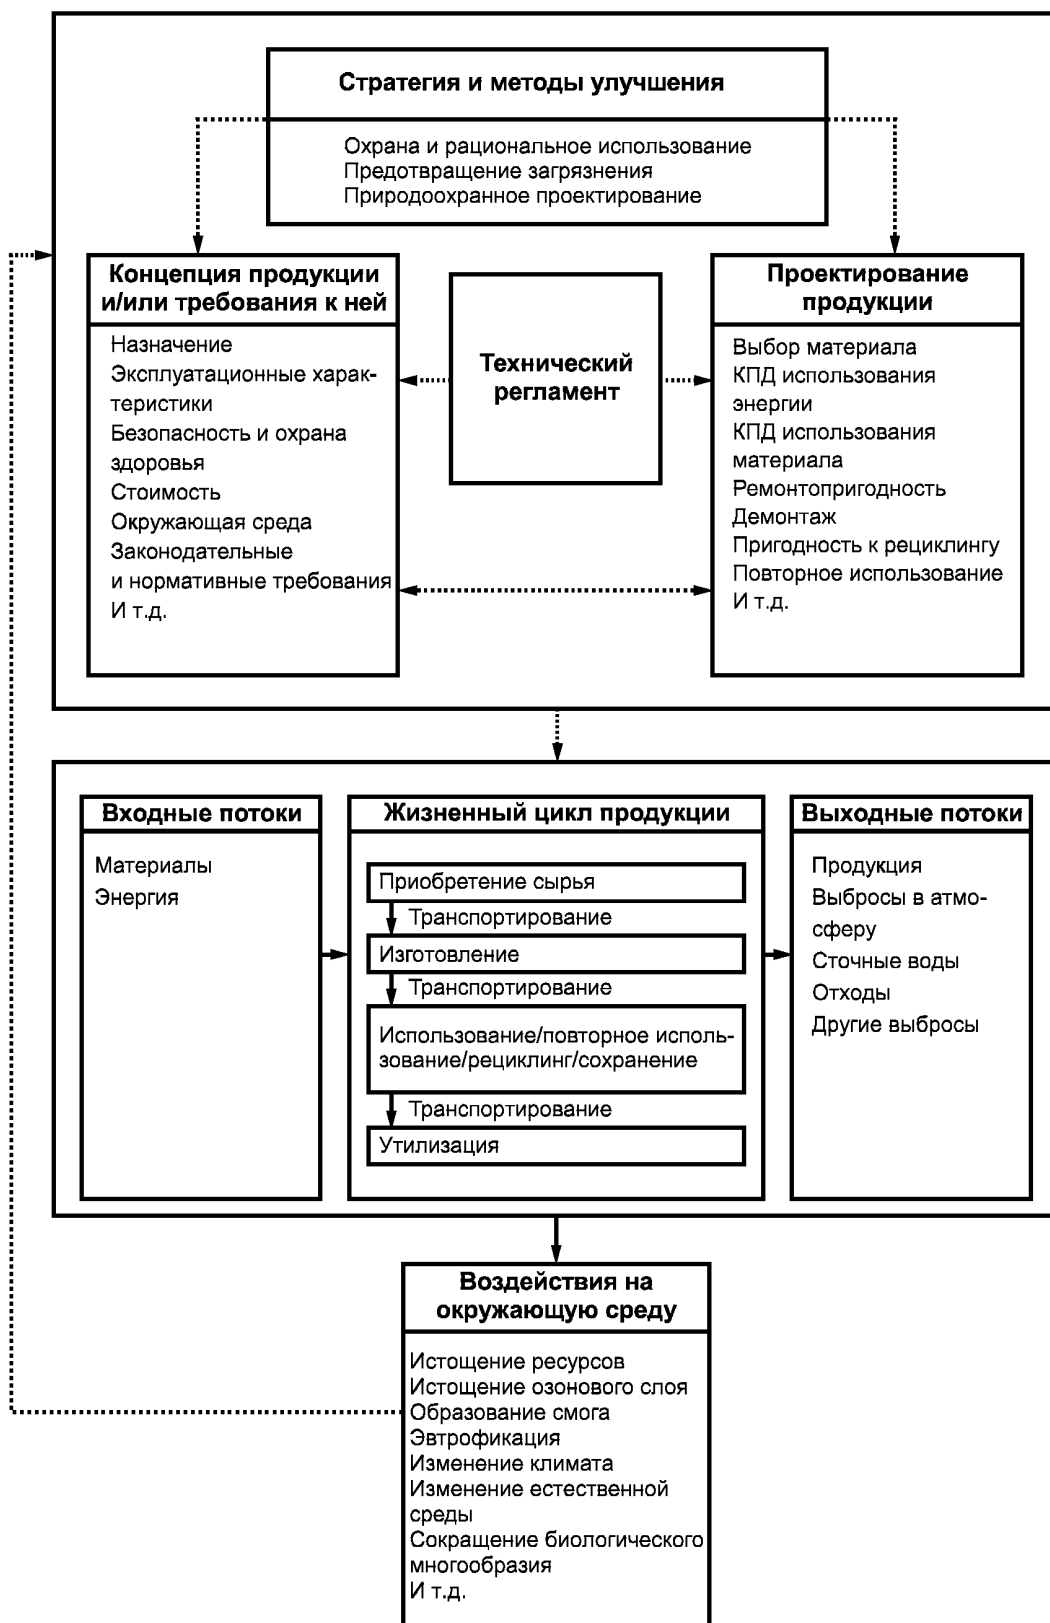 Стратегия и методы улучшения
Охрана и рациональное использование
Предотвращение загрязнения
Природоохранное проектирование
Концепция продукции
и/или требования к ней
Назначение
Эксплуатационные харак-
теристики
Безопасность и охрана
здоровья
Стоимость
Окружающая среда
Законодательные
и нормативные требования
И т.д.
Технический
регламент
Проектирование
продукции
Выбор материала
КПД использования
энергии
КПД использования
материала
Ремонтопригодность
Демонтаж
Пригодность к рециклингу
Повторное использование
И т.д.
Входные потоки
Материалы
Энергия
Жизненный цикл продукции
Приобретение сырья
Транспортирование
Изготовление
Транспортирование
Использование/повторное исполь-
зование/рециклинг/сохранение
Транспортирование
Утилизация
Выходные потоки
Продукция
Выбросы в атмо-
сферу
Сточные воды
Отходы
Другие выбросы
Воздействия на
окружающую среду
Истощение ресурсов
Истощение озонового слоя
Образование смога
Эвтрофикация
Изменение климата
Изменение естественной
среды
Сокращение биологического
многообразия
И т.д.